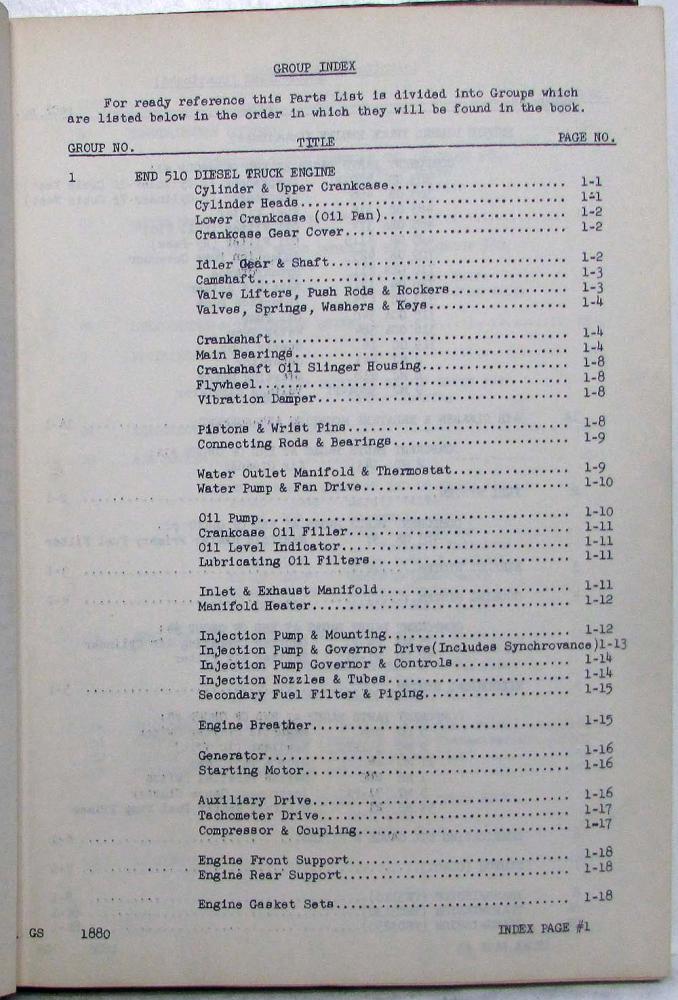 GROUP INDEX
For ready reference this Parts List is divided into Groups which
are listed below in the order in which they will be found in the book.
GROUP NO. TITLE PAGE NO.
1 END 510 DIESEL TRUCK ENGINE
Cylinder & Upper Crankcase........................ 1-1
Cylinder Heads.................................... 1-1
Lower Crankcase (Oil Pan)......................... 1-2
Crankcase Gear Cover.............................. 1-2
Idler Gear & Shaft................................ 1-2
Camshaft.......................................... 1-3
Valve Lifters, Push Rods & Rockers................ 1-3
Valves, Springs, Washers & Keys................... 1-4
Crankshaft........................................ 1-4
Main Bearings..................................... 1-4
Crankshaft Oil Slinger Housing.................... 1-8
Flywheel.......................................... 1-8
Vibration Damper.................................. 1-8
Pistons & Wrist Pins.............................. 1-8
Connecting Rods & Bearings........................ 1-9
Water Outlet Manifold & Thermostat................ 1-9
Water Pump & Fan Drive............................ 1-10
Oil Pump.......................................... 1-10
Crankcase Oil Filler.............................. 1-11
Oil Level Indicator............................... 1-11
Lubricating Oil Filters........................... 1-11
Inlet & Exhaust Manifold.......................... 1-11
Manifold Heater................................... 1-12
Injection Pump & Mounting......................... 1-12
Injection Pump & Governor Drive(Includes Synchrovance)1-13
Injection Pump Governor & Controls................ 1-14
Injection Nozzles & Tubes......................... 1-14
Secondary Fuel Filter & Piping.................... 1-15
Engine Breather................................... 1-15
Generator......................................... 1-16
Starting Motor.................................... 1-16
Auxiliary Drive................................... 1-16
Tachometer Drive.................................. 1-17
Compressor & Coupling............................. 1-17
Engine Front Support.............................. 1-18
Engine Rear Support............................... 1-18
Engine Gasket Sets................................ 1-18
GS 1880 INDEX PAGE #1